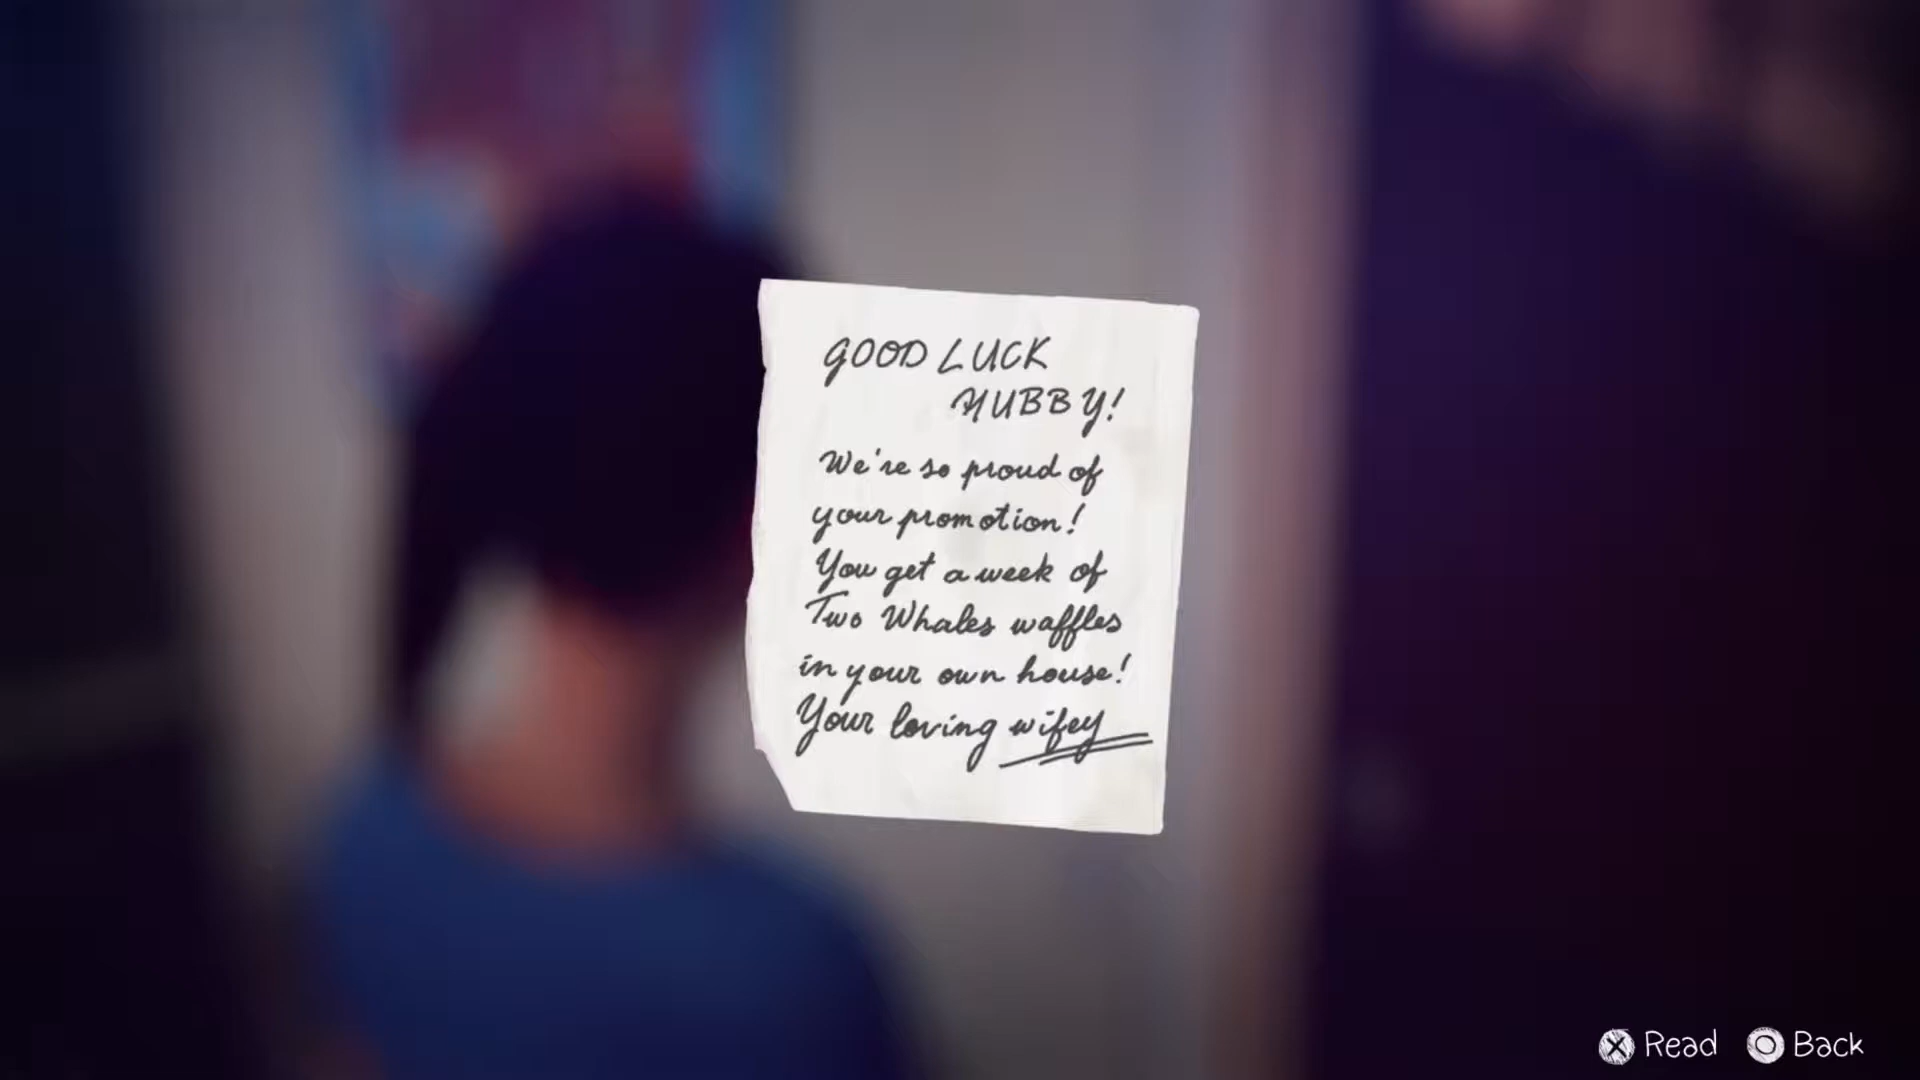 GOOD LUCK
HUBBY!
We're so proud of
your promotion!
You get a week of
Two Whales waffles
in your own house!
Your loving wifey
Read Back